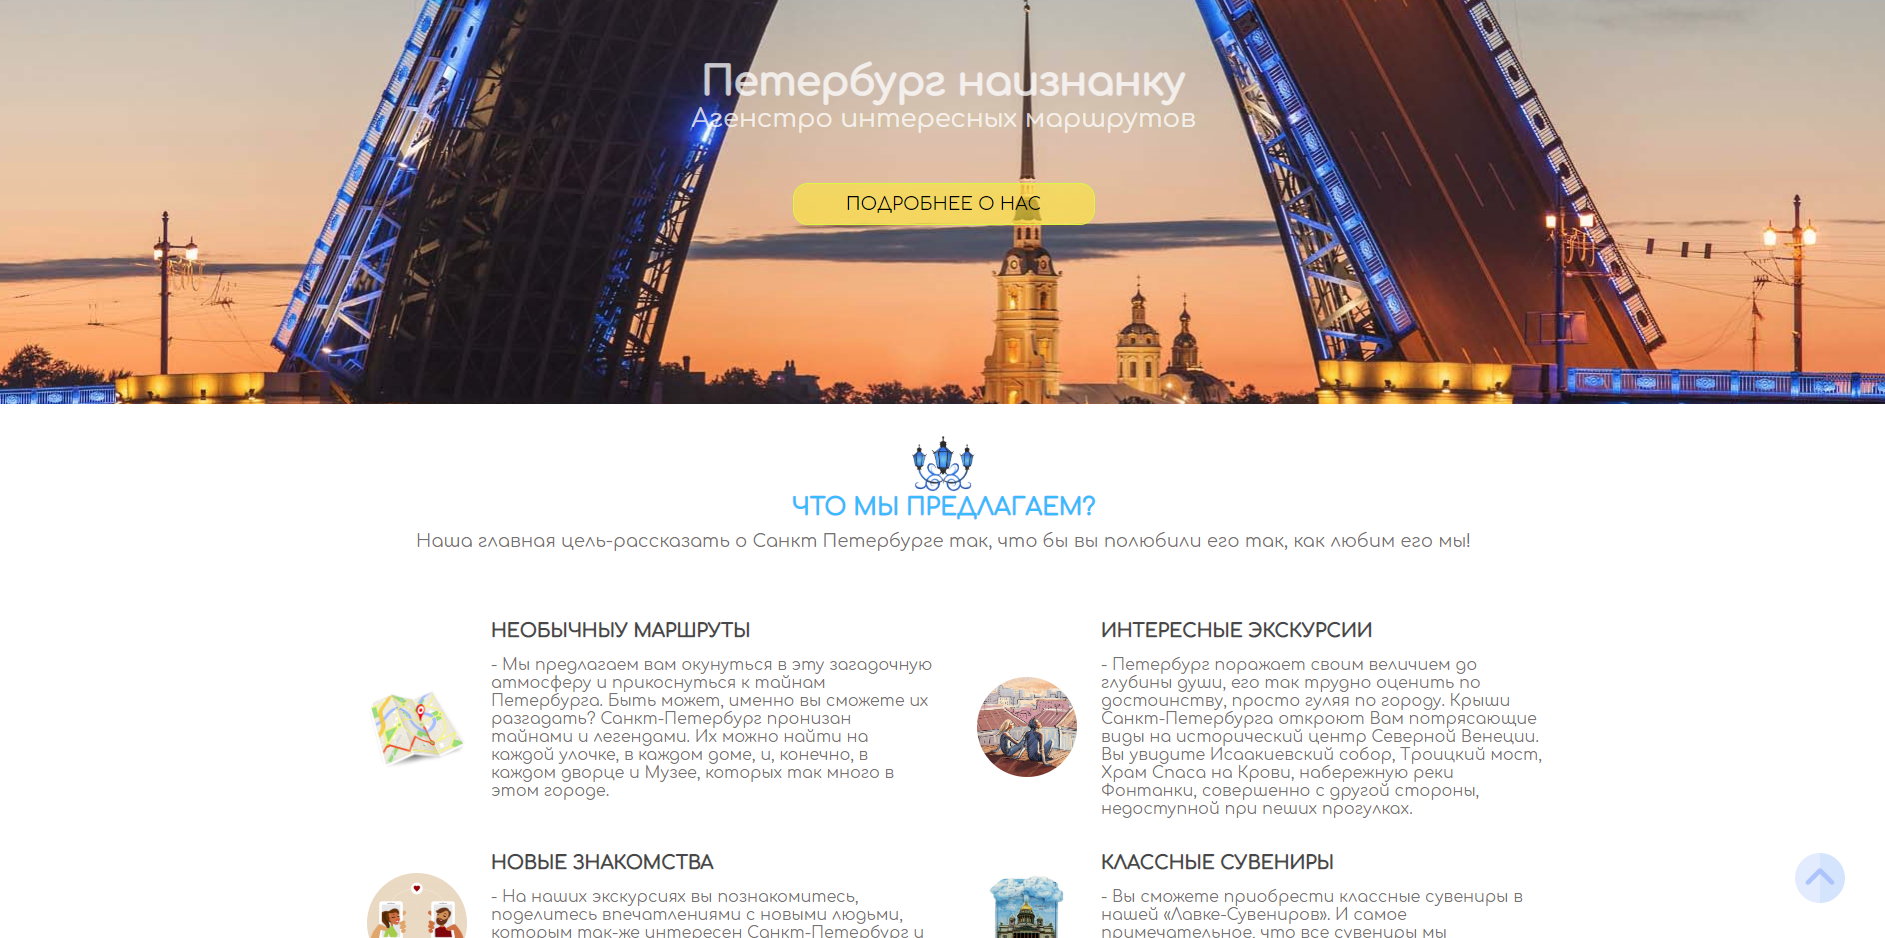 Петербург наизнанку
Агенстро интересных маршрутов
ПОДРОБНЕЕ О НАС
ЧТО МЫ ПРЕДЛАГАЕМ?
Наша главная цель-рассказать о Санкт Петербурге так, что бы вы полюбили его так, как любим его мы!
НЕОБЫЧНЫУ МАРШРУТЫ
- Мы предлагаем вам окунуться в эту загадочную
атмосферу и прикоснуться к тайнам
Петербурга. Быть может, именно вы сможете их
разгадать? Санкт-Петербург пронизан
тайнами и легендами. Их можно найти на
каждой улочке, в каждом доме, и, конечно, в
каждом дворце и Музее, которых так много в
этом городе.
ИНТЕРЕСНЫЕ ЭКСКУРСИИ
- Петербург поражает своим величием до
глубины души, его так трудно оценить по
достоинству, просто гуляя по городу. Крыши
Санкт-Петербурга откроют Вам потрясающие
виды на исторический центр Северной Венеции.
Вы увидите Исаакиевский собор, Троицкий мост,
Храм Спаса на Крови, набережную реки
Фонтанки, совершенно с другой стороны,
недоступной при пеших прогулках.
НОВЫЕ ЗНАКОМСТВА
- На наших экскурсиях вы познакомитесь,
поделитесь впечатлениями с новыми людьми,
которым так-же интересен Санкт-Петербург и
КЛАССНЫЕ СУВЕНИРЫ
- Вы сможете приобрести классные сувениры в
нашей «Лавке-Сувениров». И самое
примечательное, что все сувениры мы